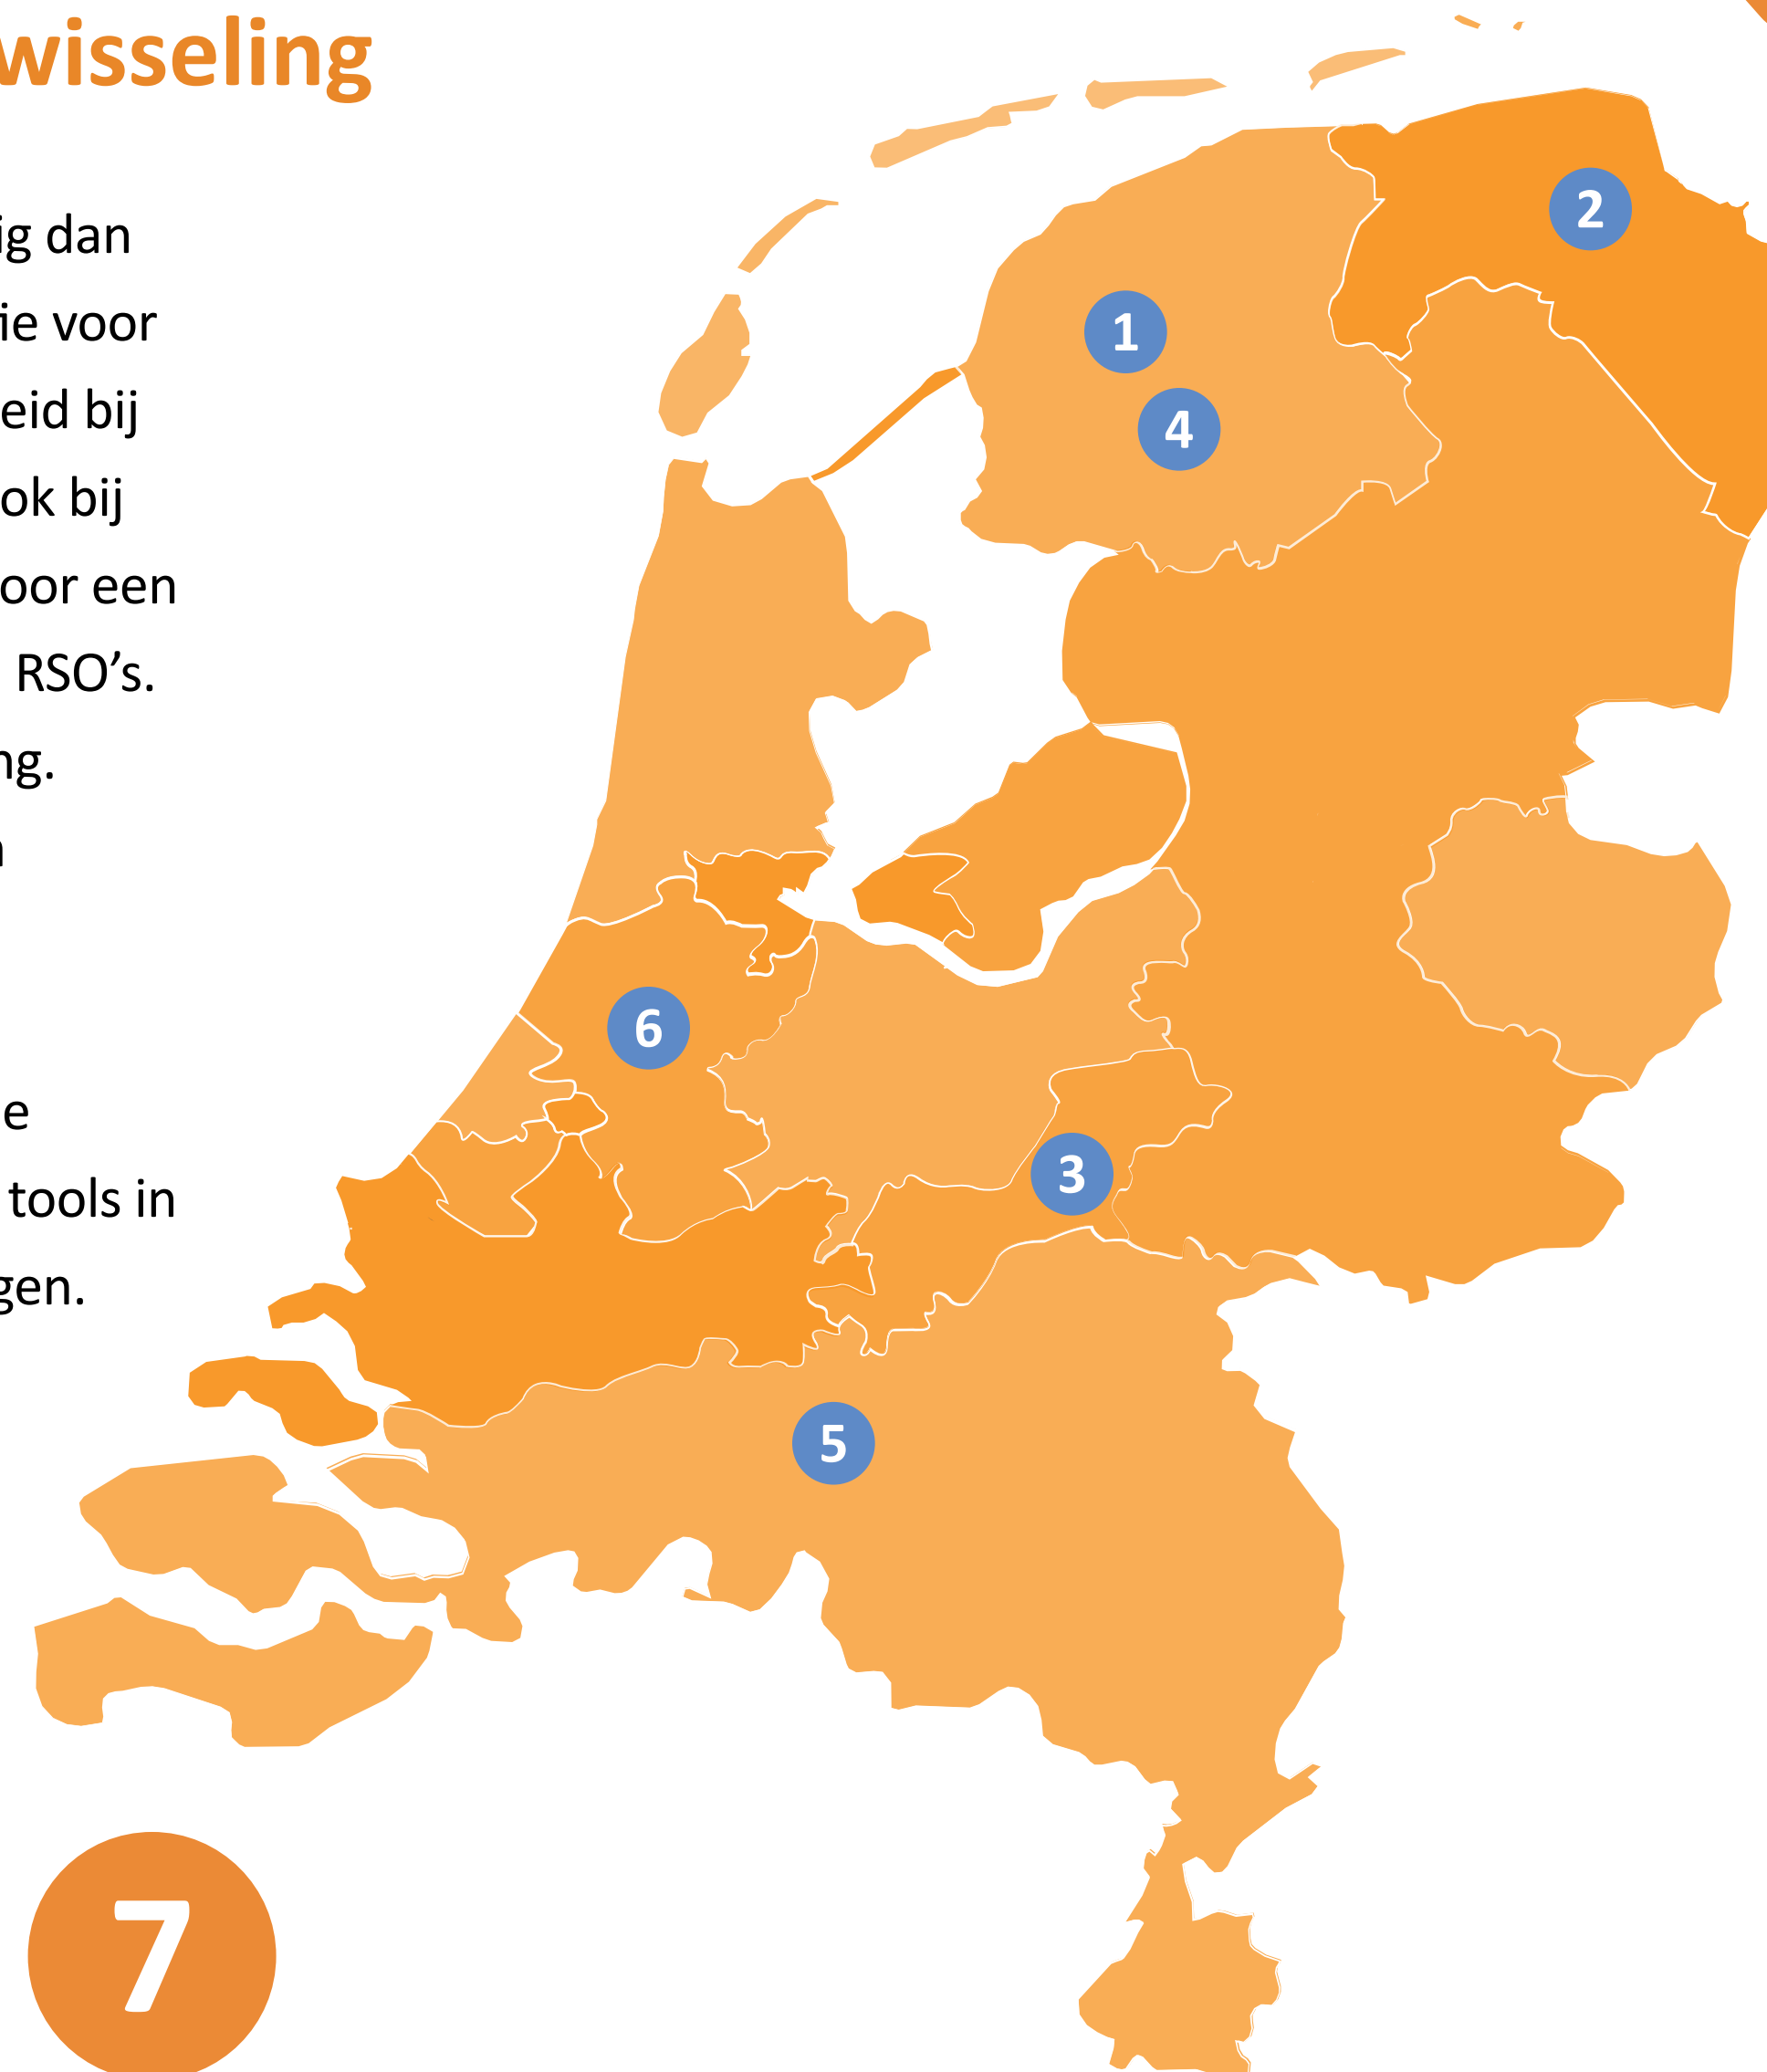 wisseling
g dan
ie voor
eid bij
ok bij
oor een
RSO’s.
ng.
n
e
tools in
gen.
2
1
4
6
3
5
7